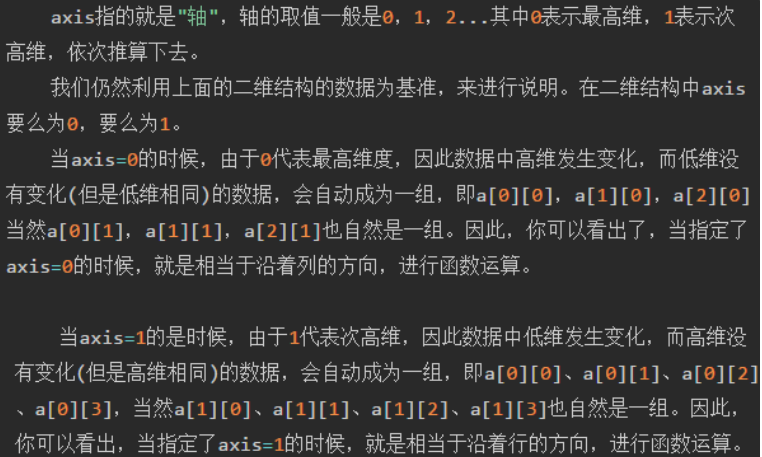 axis指的就是"轴"，轴的取值一般是0，1，2...其中0表示最高维，1表示次
高维，依次推算下去。
我们仍然利用上面的二维结构的数据为基准，来进行说明。在二维结构中axis
要么为0，要么为1。
当axis=0的时候，由于0代表最高维度，因此数据中高维发生变化，而低维没
有变化(但是低维相同)的数据，会自动成为一组，即a[0][0]，a[1][0]，a[2][0]
当然a[0][1]，a[1][1]，a[2][1]也自然是一组。因此，你可以看出了，当指定了
axis=0的时候，就是相当于沿着列的方向，进行函数运算。
当axis=1的是时候，由于1代表次高维，因此数据中低维发生变化，而高维没
有变化(但是高维相同)的数据，会自动成为一组，即a[0][0]、a[0][1]、a[0][2]
、a[0][3]，当然a[1][0]、a[1][1]、a[1][2]、a[1][3]也自然是一组。因此，
你可以看出，当指定了axis=1的时候，就是相当于沿着行的方向，进行函数运算。